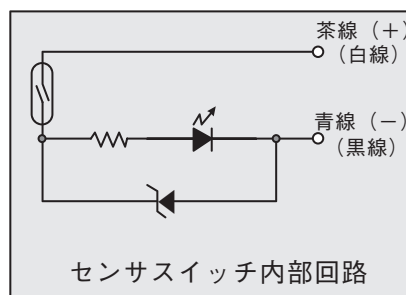 茶線（＋）
（白線）
青線（－）
（黒線）
センサスイッチ内部回路